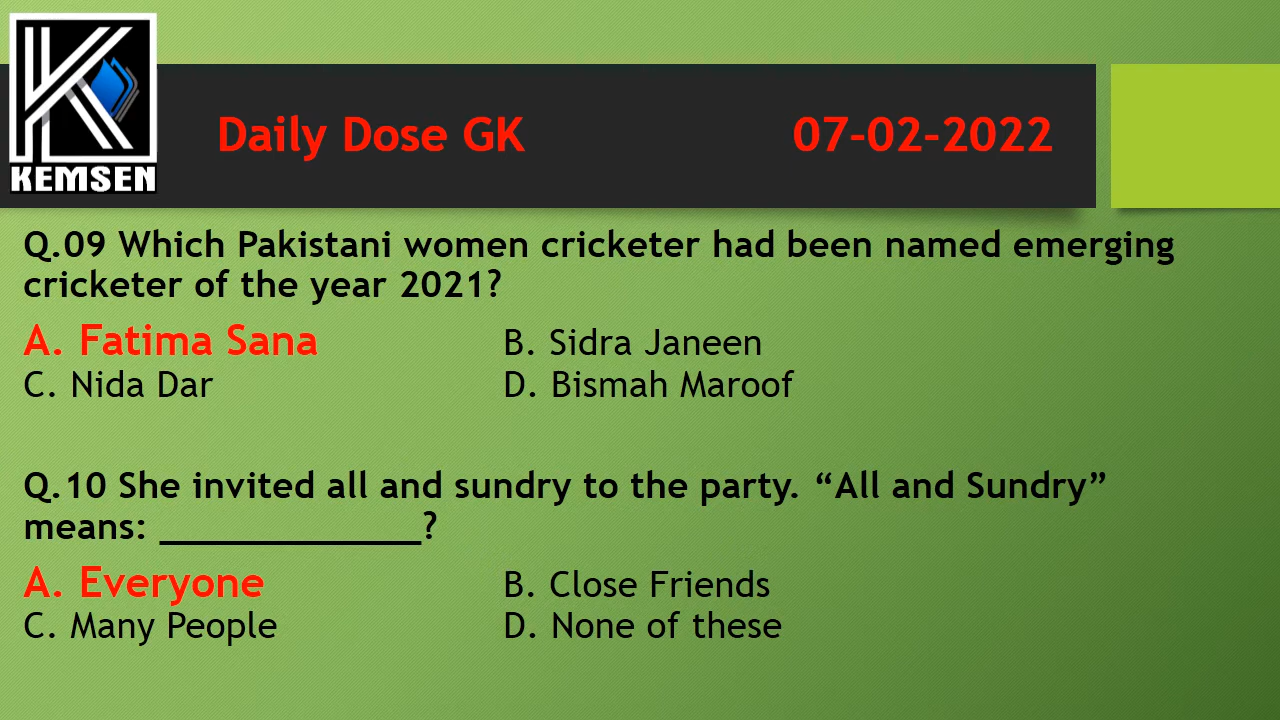 KEMSEN
Daily Dose GK 07-02-2022
Q.09 Which Pakistani women cricketer had been named emerging
cricketer of the year 2021?
A. Fatima Sana B. Sidra Janeen
C. Nida Dar D. Bismah Maroof
Q.10 She invited all and sundry to the party. “All and Sundry”
means: _____________?
A. Everyone B. Close Friends
C. Many People D. None of these